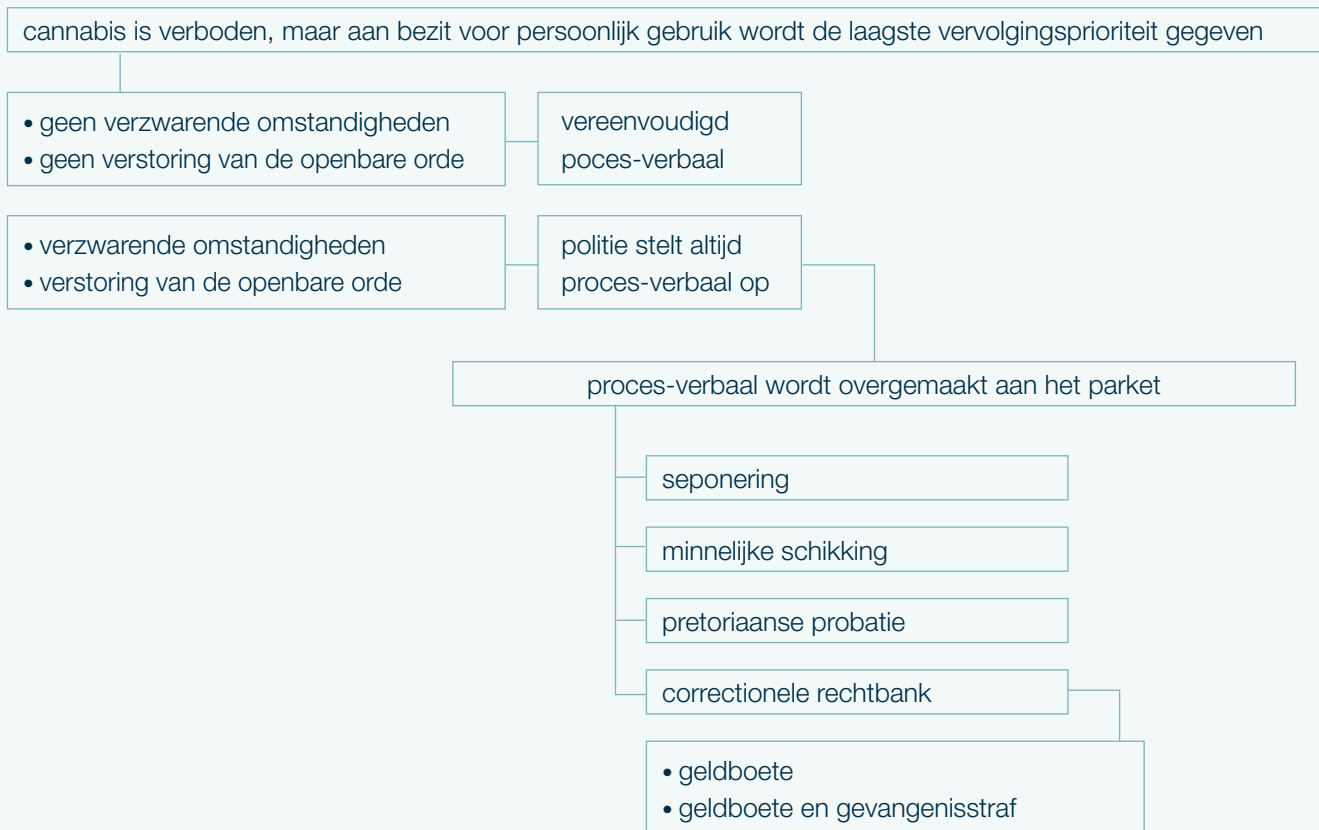 cannabis is verboden, maar aan bezit voor persoonlijk gebruik wordt de laagste vervolgingsprioriteit gegeven
• geen verzwarende omstandigheden
• geen verstoring van de openbare orde
vereenvoudigd
poces-verbaal
• verzwarende omstandigheden
• verstoring van de openbare orde
politie stelt altijd
proces-verbaal op
proces-verbaal wordt overgemaakt aan het parket
seponering
minnelijke schikking
pretoriaanse probatie
correctionele rechtbank
• geldboete
• geldboete en gevangenisstraf